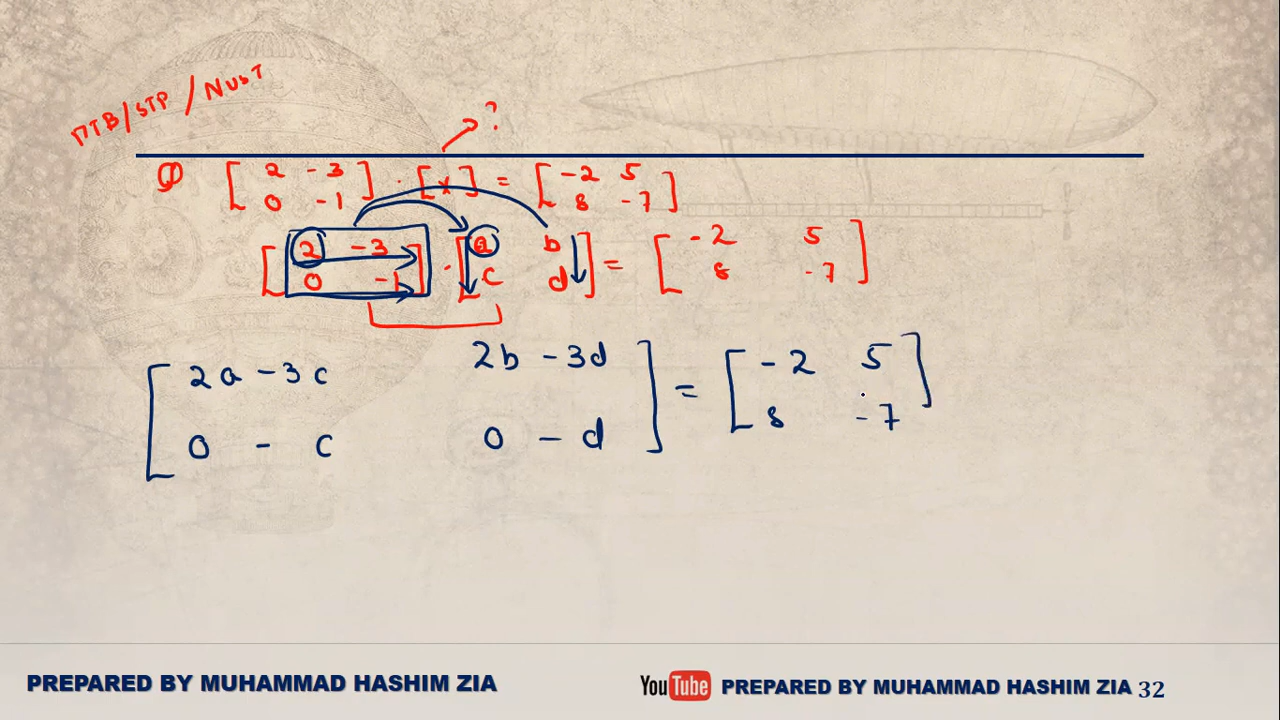 PTB/STP/NUST
?
Q [ 2 -3 ] · [x] = [ -2 5 ]
0 -1 8 -7
[ 2 -3 ] · [ a b ] = [ -2 5 ]
0 -1 c d 8 -7
[ 2a - 3c 2b - 3d ] = [ -2 5 ]
0 - c 0 - d 8 -7
PREPARED BY MUHAMMAD HASHIM ZIA
YouTube PREPARED BY MUHAMMAD HASHIM ZIA 32